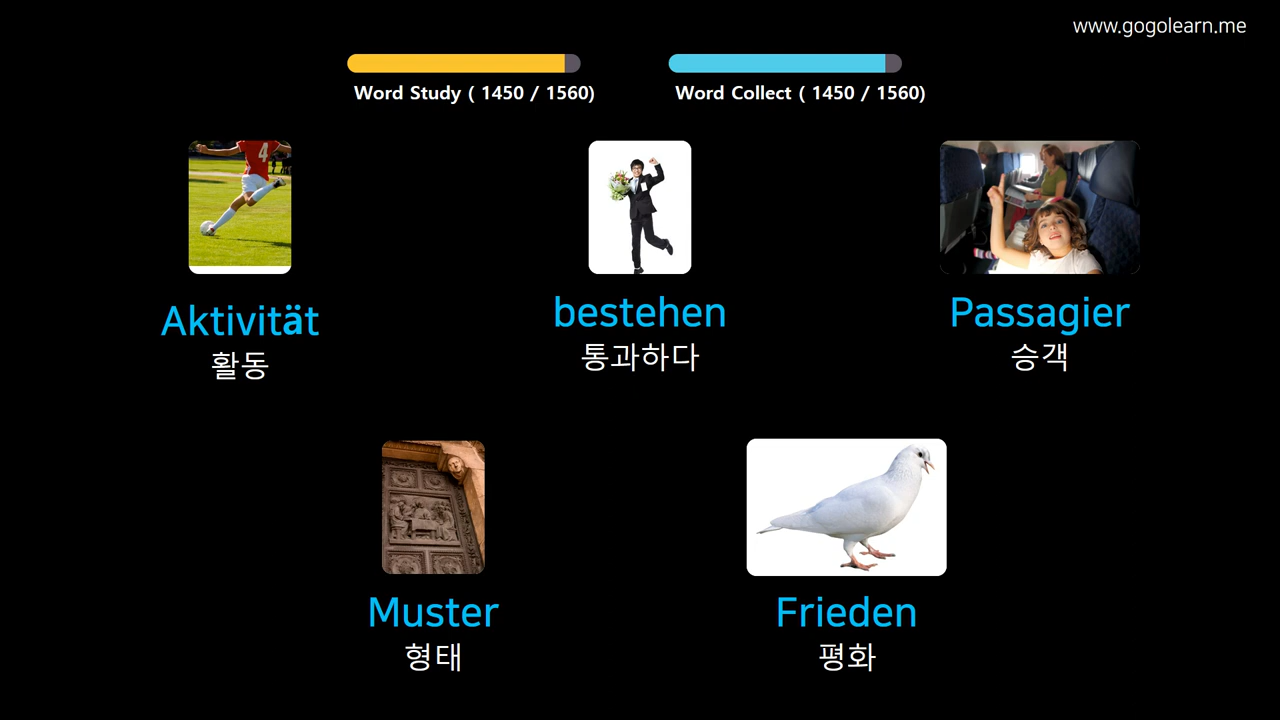 www.gogolearn.me
Word Study ( 1450 / 1560)
Word Collect ( 1450 / 1560)
4
Aktivität
활동
bestehen
통과하다
Passagier
승객
Muster
형태
Frieden
평화